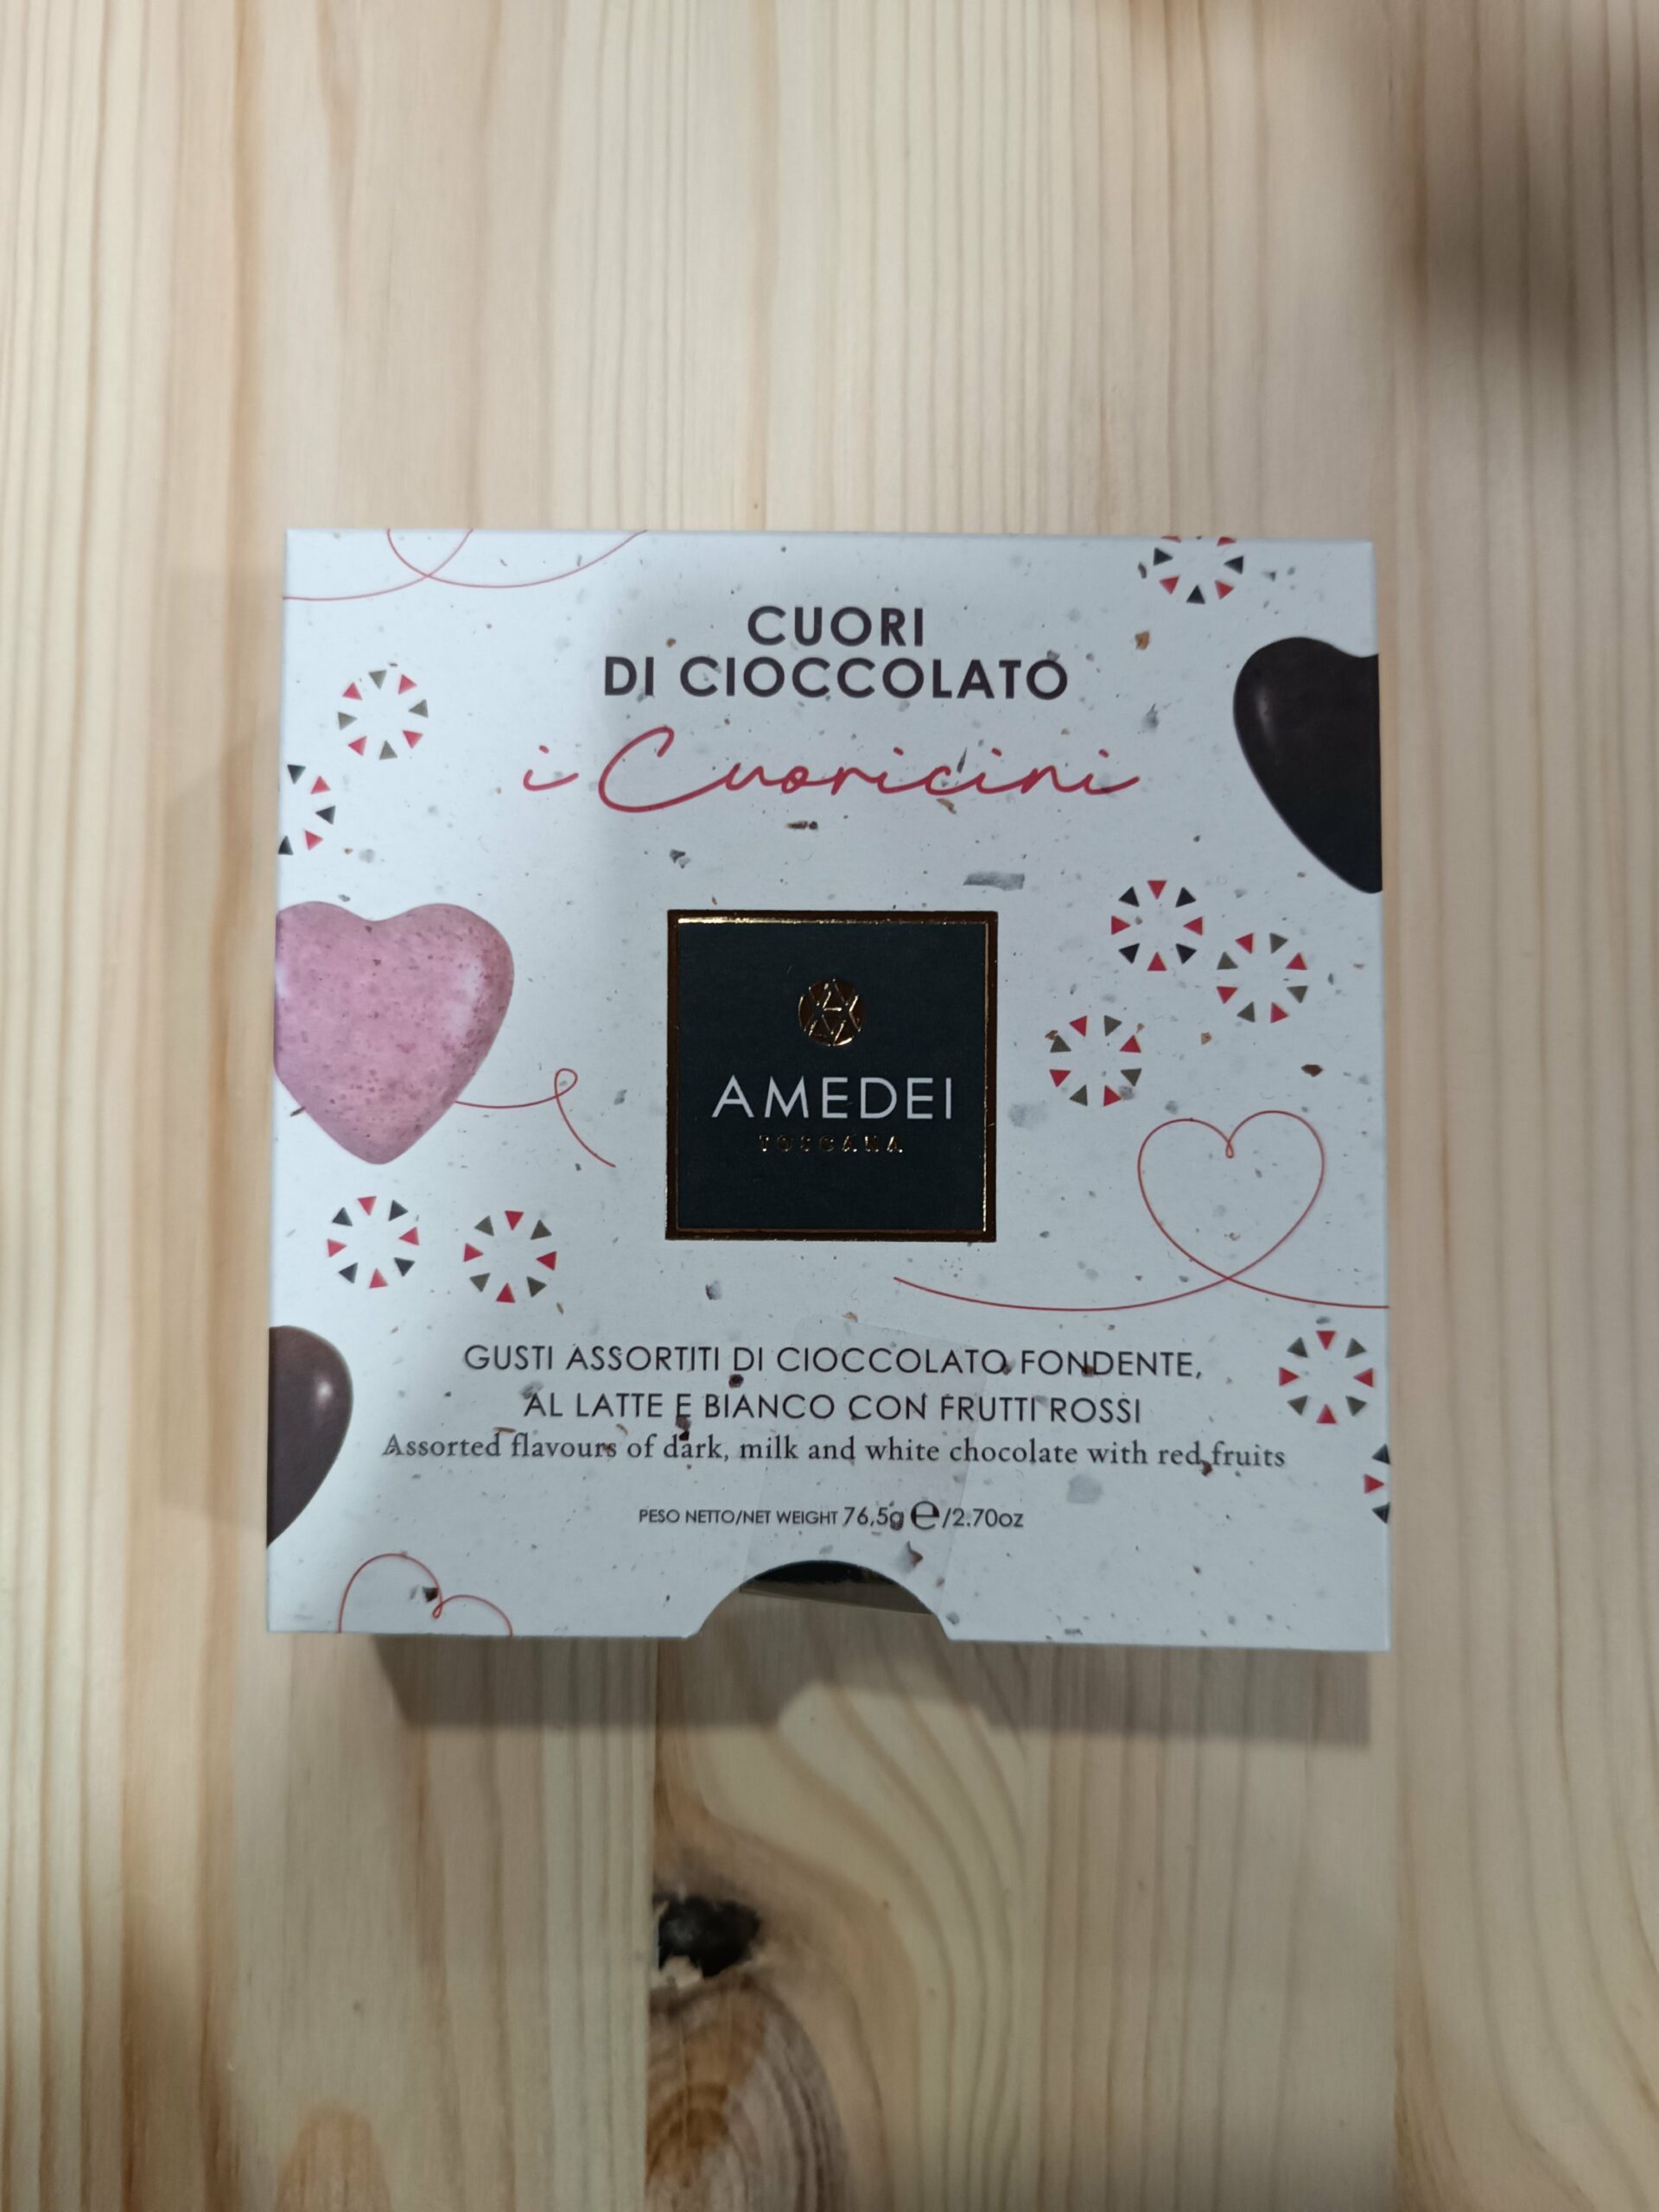 CUORI
DI CIOCCOLATO
i Cuoricini
AMEDEI
TOSCANA
GUSTI ASSORTITI DI CIOCCOLATO FONDENTE,
AL LATTE E BIANCO CON FRUTTI ROSSI
Assorted flavours of dark, milk and white chocolate with red fruits
PESO NETTO/NET WEIGHT 76,5g ℮/2.70oz